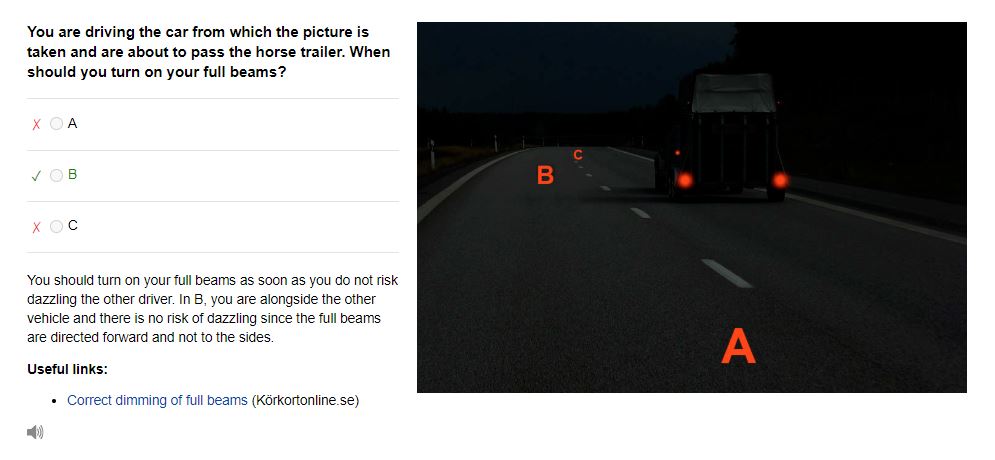 You are driving the car from which the picture is
taken and are about to pass the horse trailer. When
should you turn on your full beams?
✗ A
✓ B
✗ C
You should turn on your full beams as soon as you do not risk
dazzling the other driver. In B, you are alongside the other
vehicle and there is no risk of dazzling since the full beams
are directed forward and not to the sides.
Useful links:
• Correct dimming of full beams (Körkortonline.se)
C
B
A